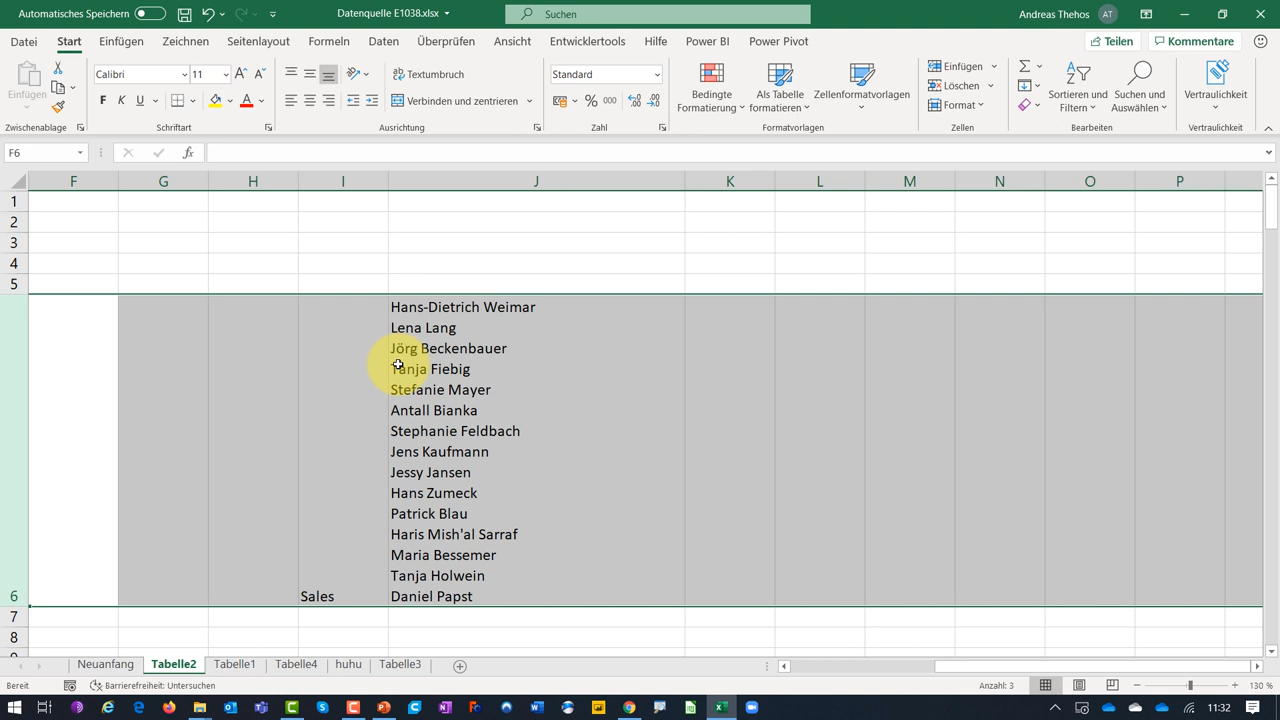 Automatisches Speichern
Datenquelle E1038.xlsx
Suchen
Andreas Thehos
AT
Datei Start Einfügen Zeichnen Seitenlayout Formeln Daten Überprüfen Ansicht Entwicklertools Hilfe Power BI Power Pivot
Teilen
Kommentare
Einfügen
Zwischenablage
Calibri
11
F K U
Schriftart
Textumbruch
Verbinden und zentrieren
Ausrichtung
Standard
% 000
Zahl
Bedingte
Formatierung
Als Tabelle
formatieren
Zellenformatvorlagen
Formatvorlagen
Einfügen
Löschen
Format
Zellen
Sortieren und
Filtern
Suchen und
Auswählen
Bearbeiten
Vertraulichkeit
Vertraulichkeit
F6
fx
F G H I J K L M N O P
1
2
3
4
5
Hans-Dietrich Weimar
Lena Lang
Jörg Beckenbauer
Tanja Fiebig
Stefanie Mayer
Antall Bianka
Stephanie Feldbach
Jens Kaufmann
Jessy Jansen
Hans Zumeck
Patrick Blau
Haris Mish'al Sarraf
Maria Bessemer
Tanja Holwein
6 Sales Daniel Papst
7
8
Neuanfang Tabelle2 Tabelle1 Tabelle4 huhu Tabelle3
Bereit
Barrierefreiheit: Untersuchen
Anzahl: 3
130 %
11:32